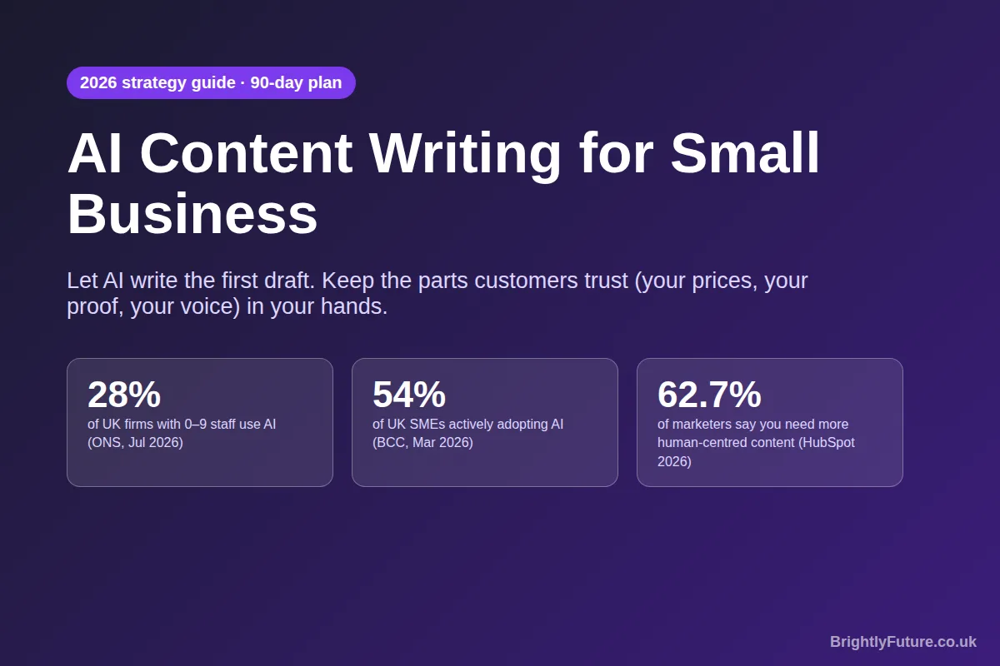 2026 strategy guide · 90-day plan
AI Content Writing for Small
Business
Let AI write the first draft. Keep the parts customers trust (your prices, your
proof, your voice) in your hands.
28%
of UK firms with 0–9 staff use AI
(ONS, Jul 2026)
54%
of UK SMEs actively adopting AI
(BCC, Mar 2026)
62.7%
of marketers say you need more
human-centred content (HubSpot
2026)
BrightlyFuture.co.uk